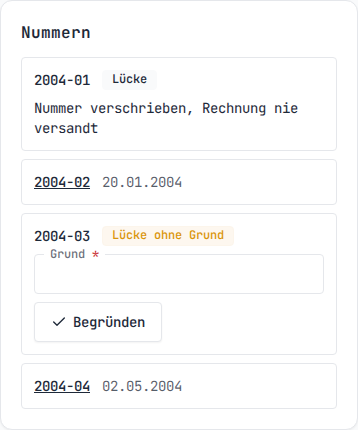 Nummern
2004-01 Lücke
Nummer verschrieben, Rechnung nie
versandt
2004-02 20.01.2004
2004-03 Lücke ohne Grund
Grund *
Begründen
2004-04 02.05.2004